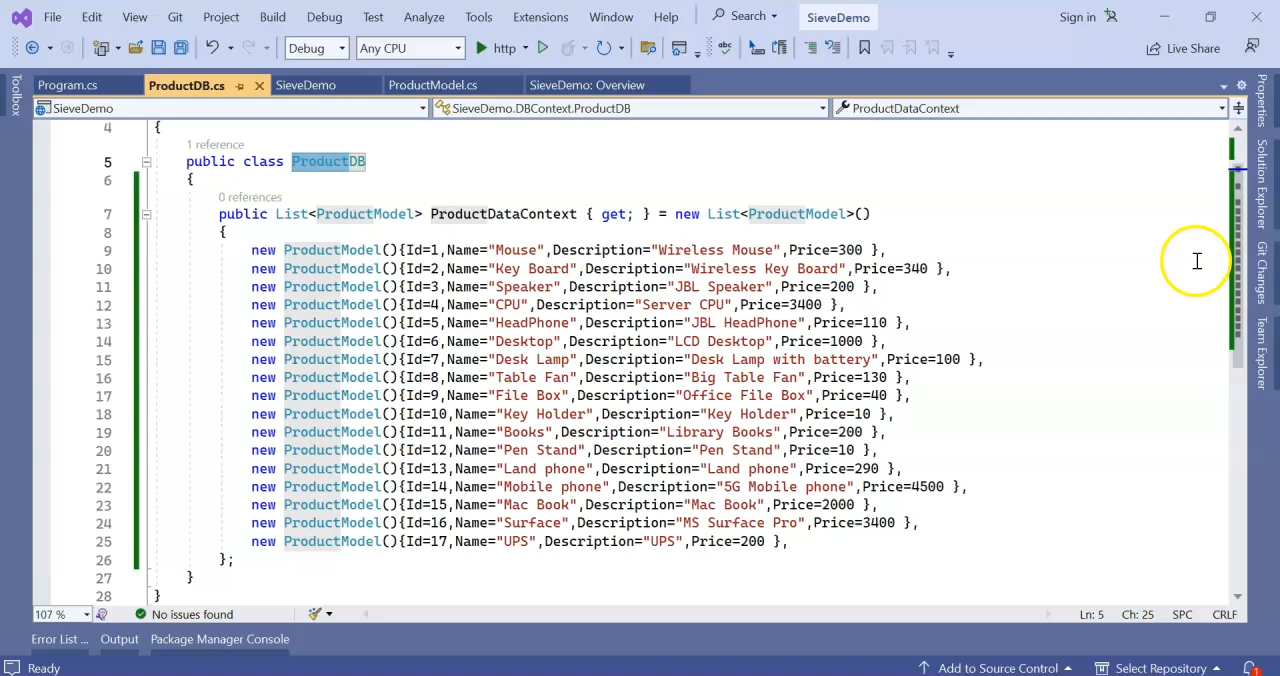 File Edit View Git Project Build Debug Test Analyze Tools Extensions Window Help Search SieveDemo Sign in
Debug Any CPU http Live Share
Toolbox
Program.cs ProductDB.cs SieveDemo ProductModel.cs SieveDemo: Overview
SieveDemo SieveDemo.DBContext.ProductDB ProductDataContext
4 {
1 reference
5 public class ProductDB
6 {
0 references
7 public List<ProductModel> ProductDataContext { get; } = new List<ProductModel>()
8 {
9 new ProductModel(){Id=1,Name="Mouse",Description="Wireless Mouse",Price=300 },
10 new ProductModel(){Id=2,Name="Key Board",Description="Wireless Key Board",Price=340 },
11 new ProductModel(){Id=3,Name="Speaker",Description="JBL Speaker",Price=200 },
12 new ProductModel(){Id=4,Name="CPU",Description="Server CPU",Price=3400 },
13 new ProductModel(){Id=5,Name="HeadPhone",Description="JBL HeadPhone",Price=110 },
14 new ProductModel(){Id=6,Name="Desktop",Description="LCD Desktop",Price=1000 },
15 new ProductModel(){Id=7,Name="Desk Lamp",Description="Desk Lamp with battery",Price=100 },
16 new ProductModel(){Id=8,Name="Table Fan",Description="Big Table Fan",Price=130 },
17 new ProductModel(){Id=9,Name="File Box",Description="Office File Box",Price=40 },
18 new ProductModel(){Id=10,Name="Key Holder",Description="Key Holder",Price=10 },
19 new ProductModel(){Id=11,Name="Books",Description="Library Books",Price=200 },
20 new ProductModel(){Id=12,Name="Pen Stand",Description="Pen Stand",Price=10 },
21 new ProductModel(){Id=13,Name="Land phone",Description="Land phone",Price=290 },
22 new ProductModel(){Id=14,Name="Mobile phone",Description="5G Mobile phone",Price=4500 },
23 new ProductModel(){Id=15,Name="Mac Book",Description="Mac Book",Price=2000 },
24 new ProductModel(){Id=16,Name="Surface",Description="MS Surface Pro",Price=3400 },
25 new ProductModel(){Id=17,Name="UPS",Description="UPS",Price=200 },
26 };
27 }
28 }
Properties
Solution Explorer
Git Changes
Team Explorer
107 % No issues found Ln: 5 Ch: 25 SPC CRLF
Error List ... Output Package Manager Console
Ready Add to Source Control Select Repository 1